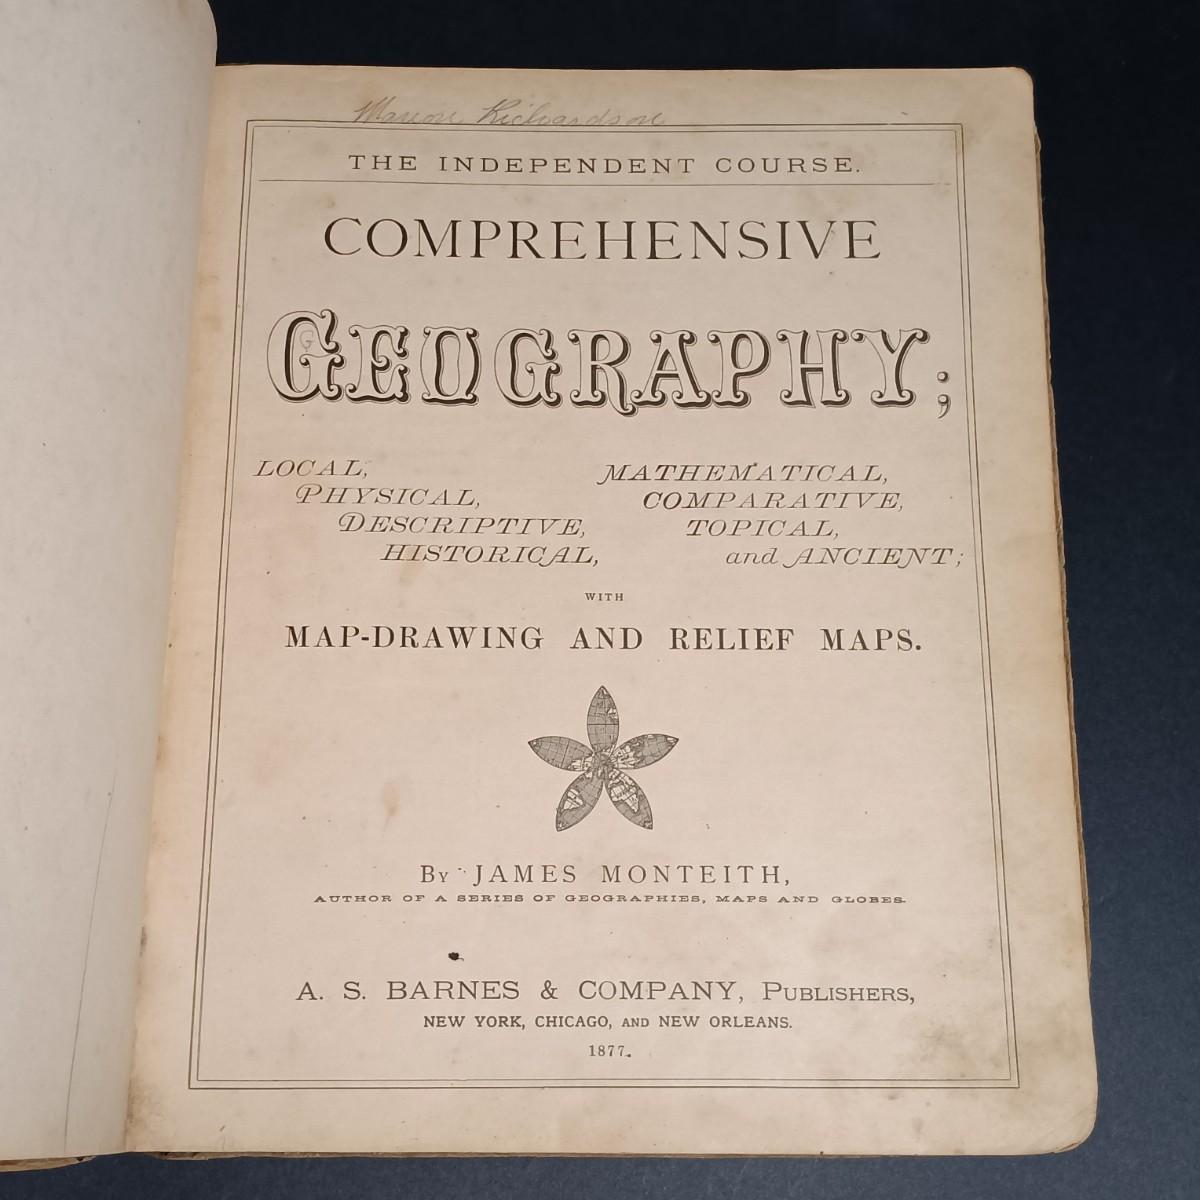 Marion Richardson
THE INDEPENDENT COURSE.
COMPREHENSIVE
GEOGRAPHY;
LOCAL,
PHYSICAL,
DESCRIPTIVE,
HISTORICAL,
MATHEMATICAL,
COMPARATIVE,
TOPICAL,
and ANCIENT;
WITH
MAP-DRAWING AND RELIEF MAPS.
By JAMES MONTEITH,
AUTHOR OF A SERIES OF GEOGRAPHIES, MAPS AND GLOBES.
A. S. BARNES & COMPANY, Publishers,
NEW YORK, CHICAGO, AND NEW ORLEANS.
1877.